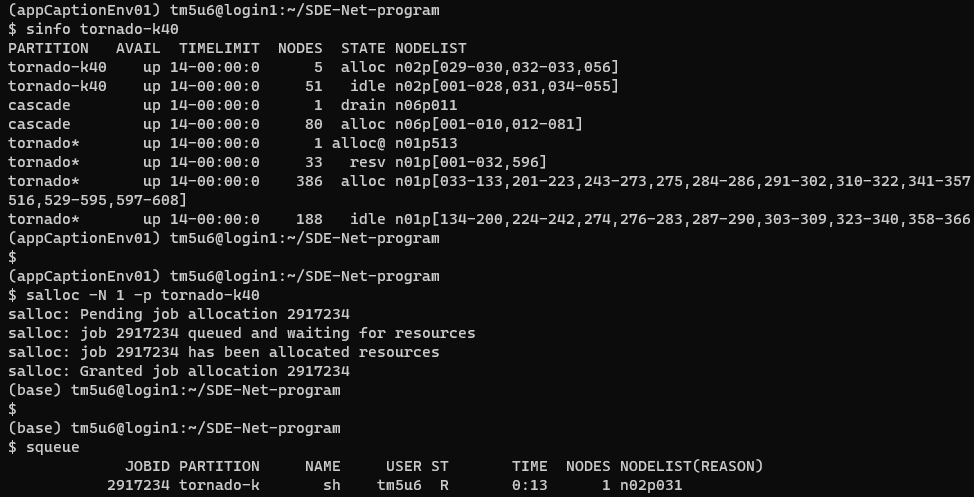 (appCaptionEnv01) tm5u6@login1:~/SDE-Net-program
$ sinfo tornado-k40
PARTITION   AVAIL  TIMELIMIT  NODES  STATE NODELIST
tornado-k40    up 14-00:00:0      5  alloc n02p[029-030,032-033,056]
tornado-k40    up 14-00:00:0     51   idle n02p[001-028,031,034-055]
cascade        up 14-00:00:0      1  drain n06p011
cascade        up 14-00:00:0     80  alloc n06p[001-010,012-081]
tornado*       up 14-00:00:0      1 alloc@ n01p513
tornado*       up 14-00:00:0     33   resv n01p[001-032,596]
tornado*       up 14-00:00:0    386  alloc n01p[033-133,201-223,243-273,275,284-286,291-302,310-322,341-357
516,529-595,597-608]
tornado*       up 14-00:00:0    188   idle n01p[134-200,224-242,274,276-283,287-290,303-309,323-340,358-366
(appCaptionEnv01) tm5u6@login1:~/SDE-Net-program
$
(appCaptionEnv01) tm5u6@login1:~/SDE-Net-program
$ salloc -N 1 -p tornado-k40
salloc: Pending job allocation 2917234
salloc: job 2917234 queued and waiting for resources
salloc: job 2917234 has been allocated resources
salloc: Granted job allocation 2917234
(base) tm5u6@login1:~/SDE-Net-program
$
(base) tm5u6@login1:~/SDE-Net-program
$ squeue
             JOBID PARTITION     NAME     USER ST       TIME  NODES NODELIST(REASON)
           2917234 tornado-k       sh    tm5u6  R       0:13      1 n02p031